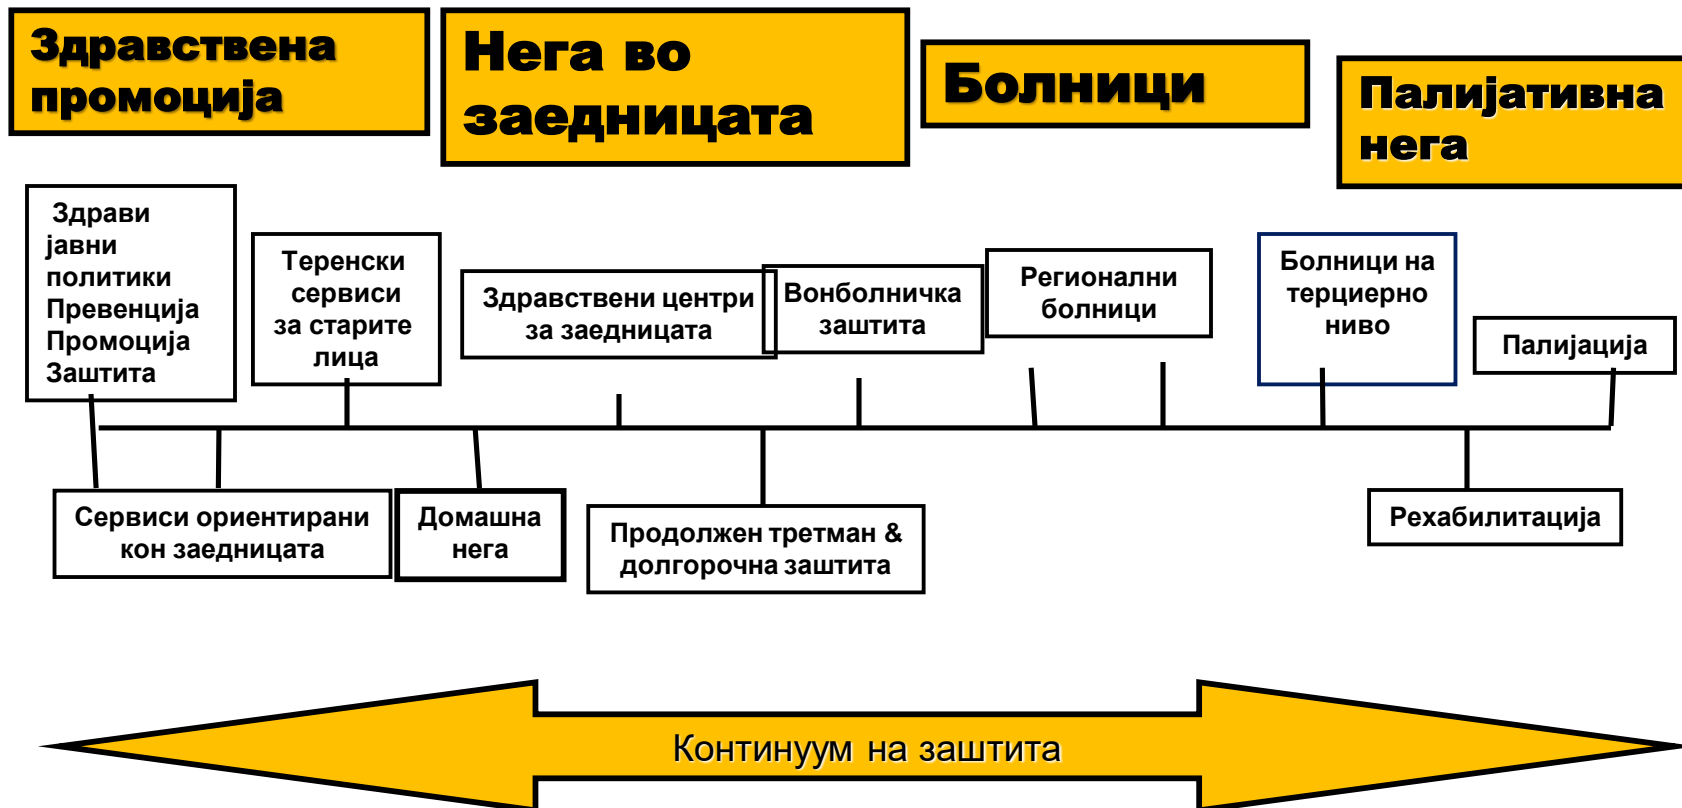 Здравствена
промоција
Нега во
заедницата
Болници
Палијативна
нега
Здрави
јавни
политики
Превенција
Промоција
Заштита
Теренски
сервиси
за старите
лица
Здравствени центри
за заедницата
Вонболничка
заштита
Регионални
болници
Болници на
терциерно
ниво
Палијација
Сервиси ориентирани
кон заедницата
Домашна
нега
Продолжен третман &
долгорочна заштита
Рехабилитација
Континуум на заштита